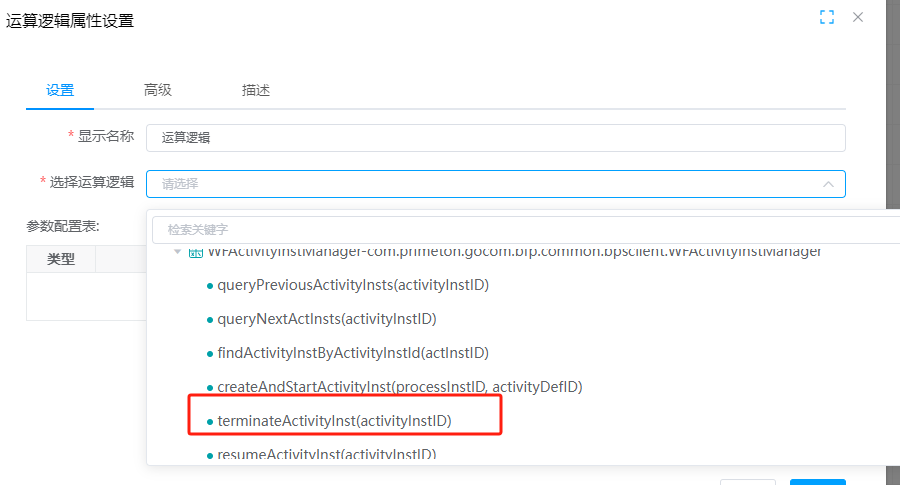 运算逻辑属性设置
设置 高级 描述
* 显示名称 运算逻辑
* 选择运算逻辑 请选择
参数配置表:
检索关键字
类型
WFActivityInstManager-com.primeton.gocom.bfp.common.bpsclient.WFActivityInstManager
queryPreviousActivityInsts(activityInstID)
queryNextActInsts(activityInstID)
findActivityInstByActivityInstId(actInstID)
createAndStartActivityInst(processInstID, activityDefID)
terminateActivityInst(activityInstID)
resumeActivityInst(activityInstID)